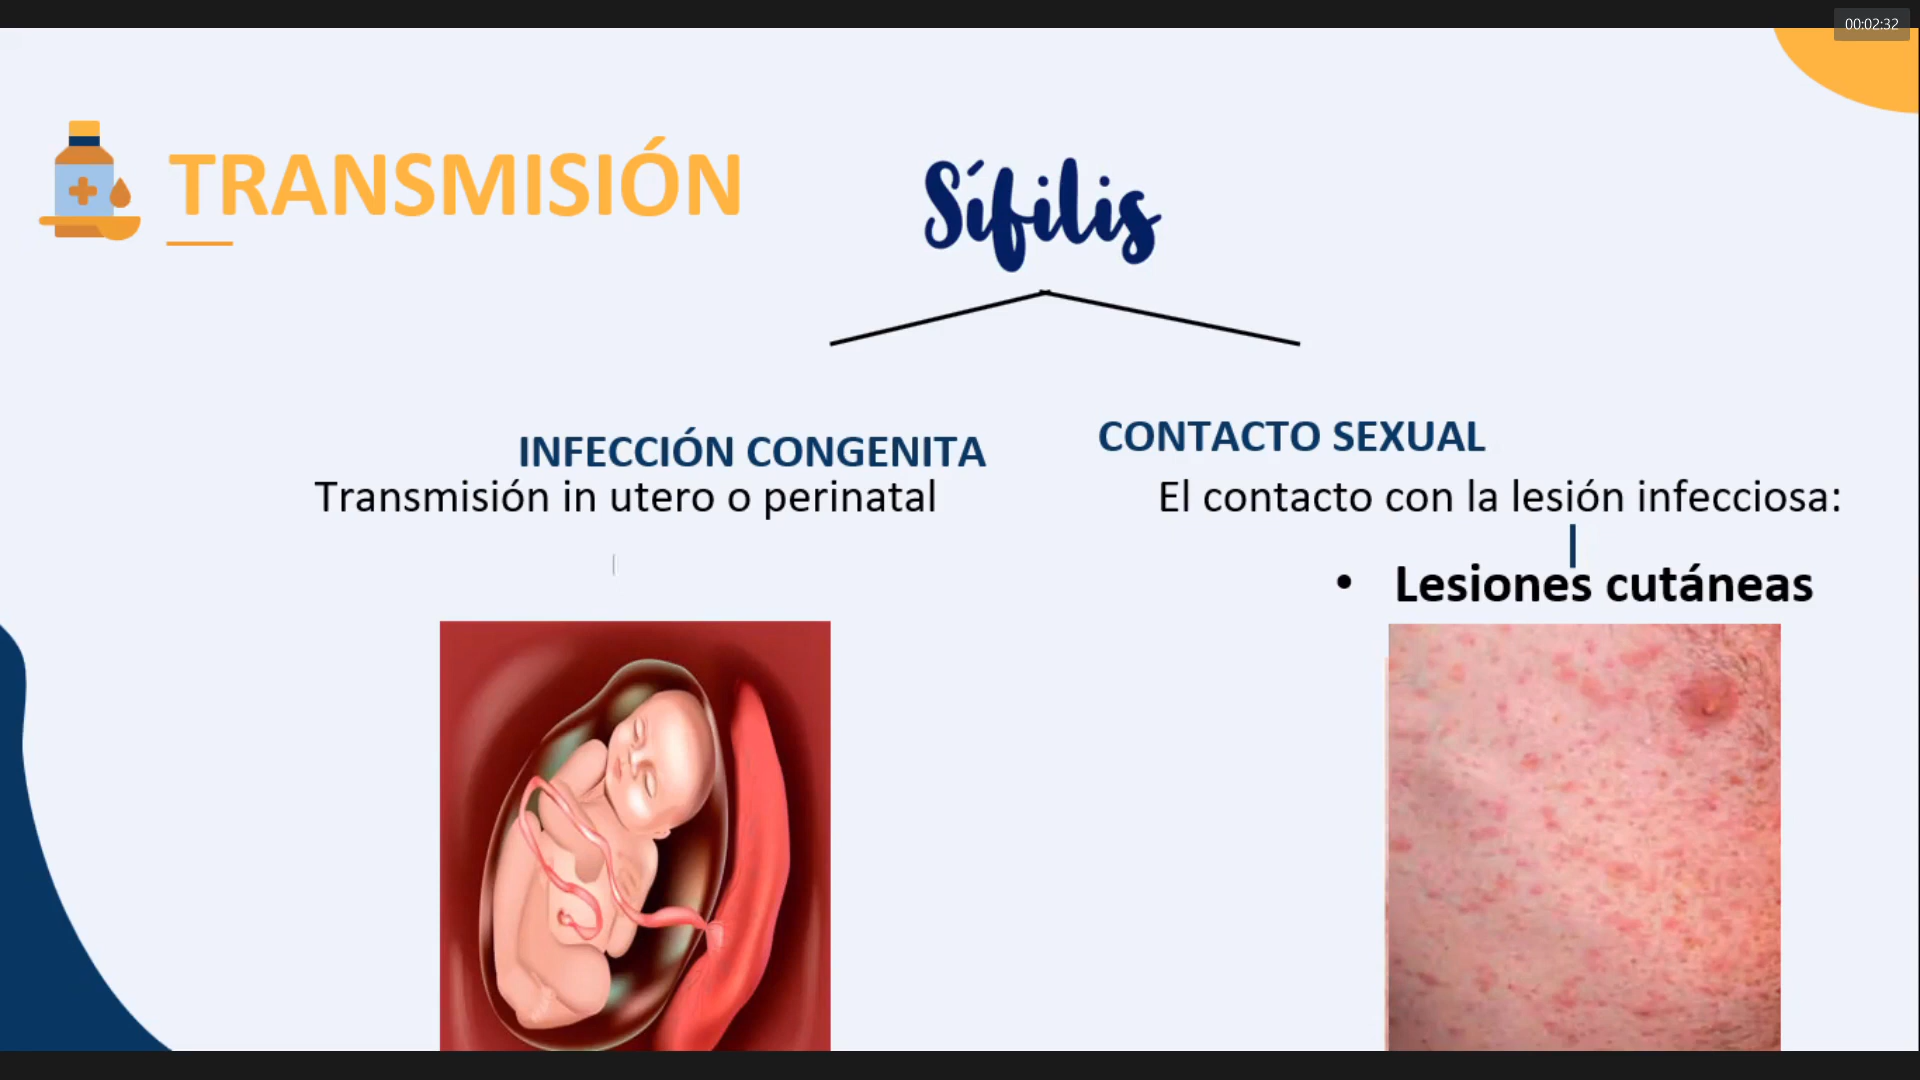 00:02:32
TRANSMISIÓN
Sífilis
INFECCIÓN CONGENITA
Transmisión in utero o perinatal
CONTACTO SEXUAL
El contacto con la lesión infecciosa:
• Lesiones cutáneas